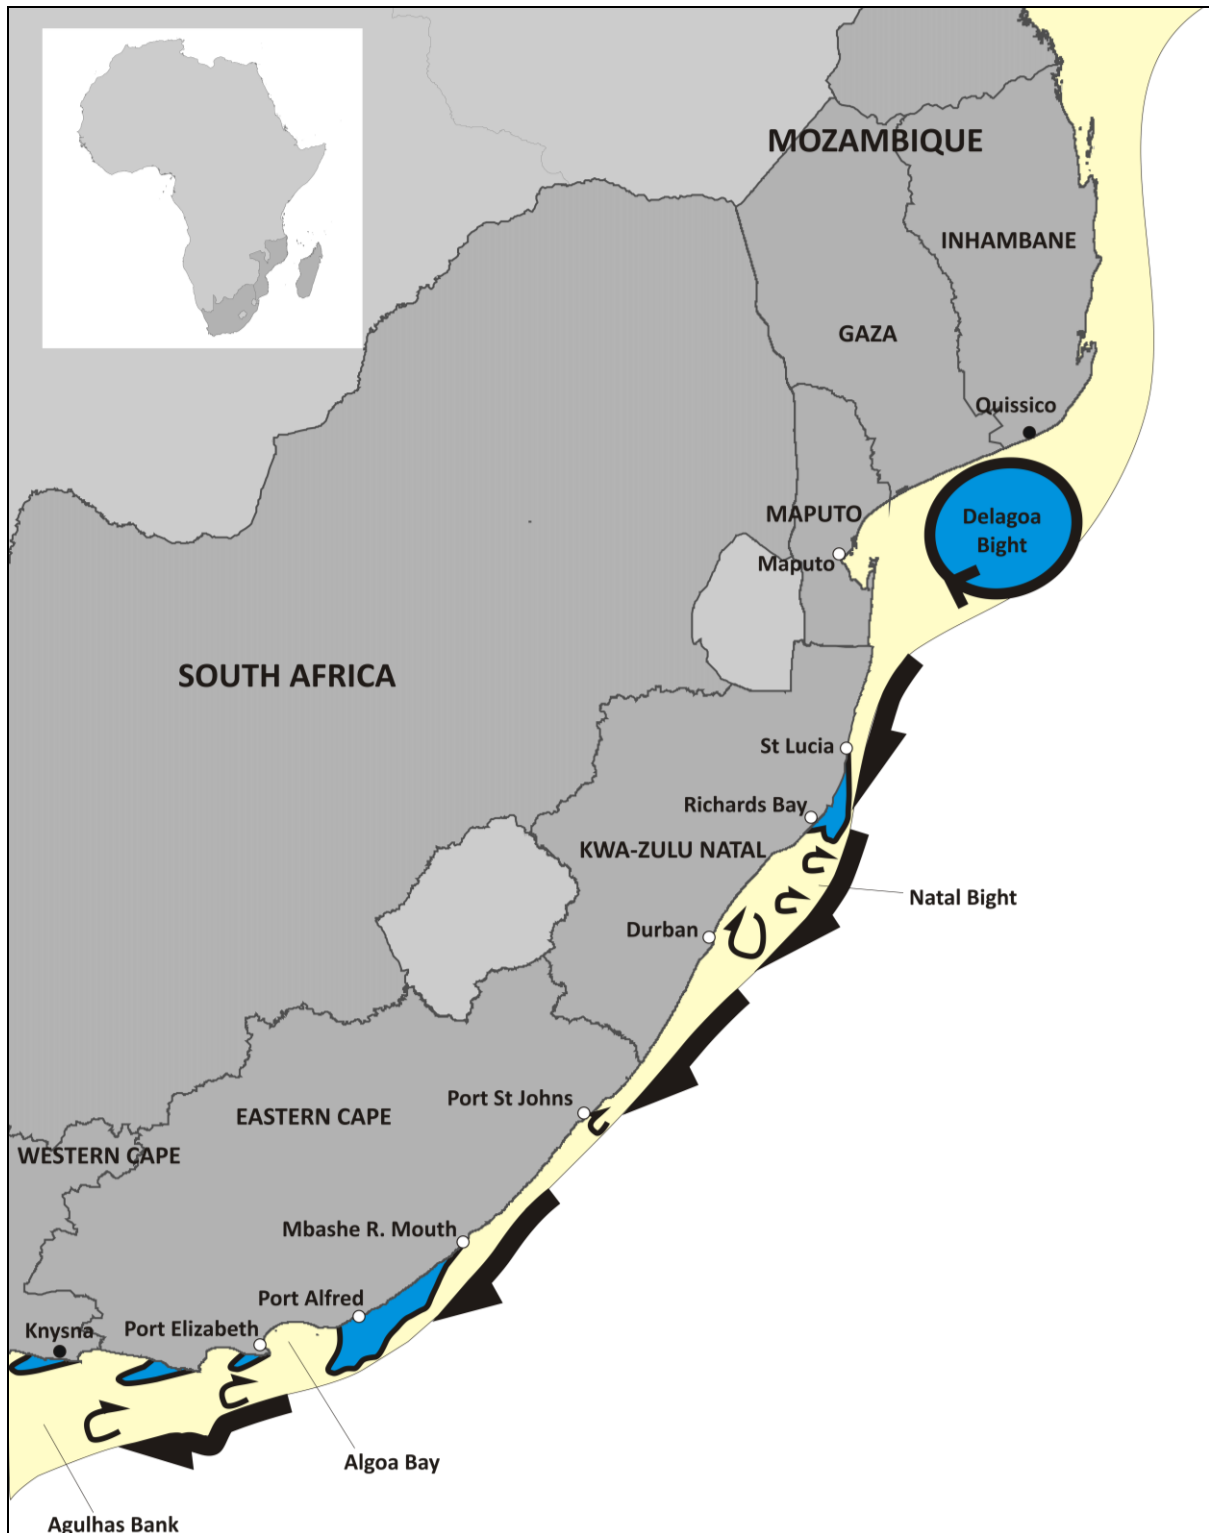 MOZAMBIQUE
INHAMBANE
GAZA
Quissico
Delagoa
Bight
MAPUTO
Maputo
SOUTH AFRICA
St Lucia
Richards Bay
KWA-ZULU NATAL
Natal Bight
Durban
Port St Johns
EASTERN CAPE
WESTERN CAPE
Mbashe R. Mouth
Port Alfred
Port Elizabeth
Knysna
Algoa Bay
Agulhas Bank